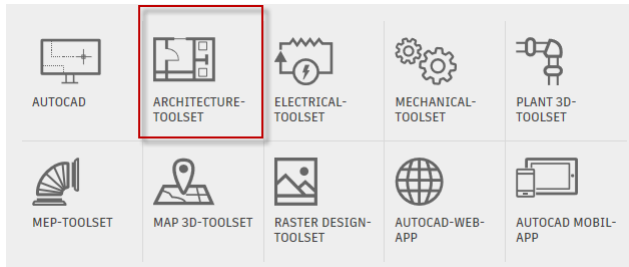 AUTOCAD
ARCHITECTURE-
TOOLSET
ELECTRICAL-
TOOLSET
MECHANICAL-
TOOLSET
PLANT 3D-
TOOLSET
MEP-TOOLSET
MAP 3D-TOOLSET
RASTER DESIGN-
TOOLSET
AUTOCAD-WEB-
APP
AUTOCAD MOBIL-
APP